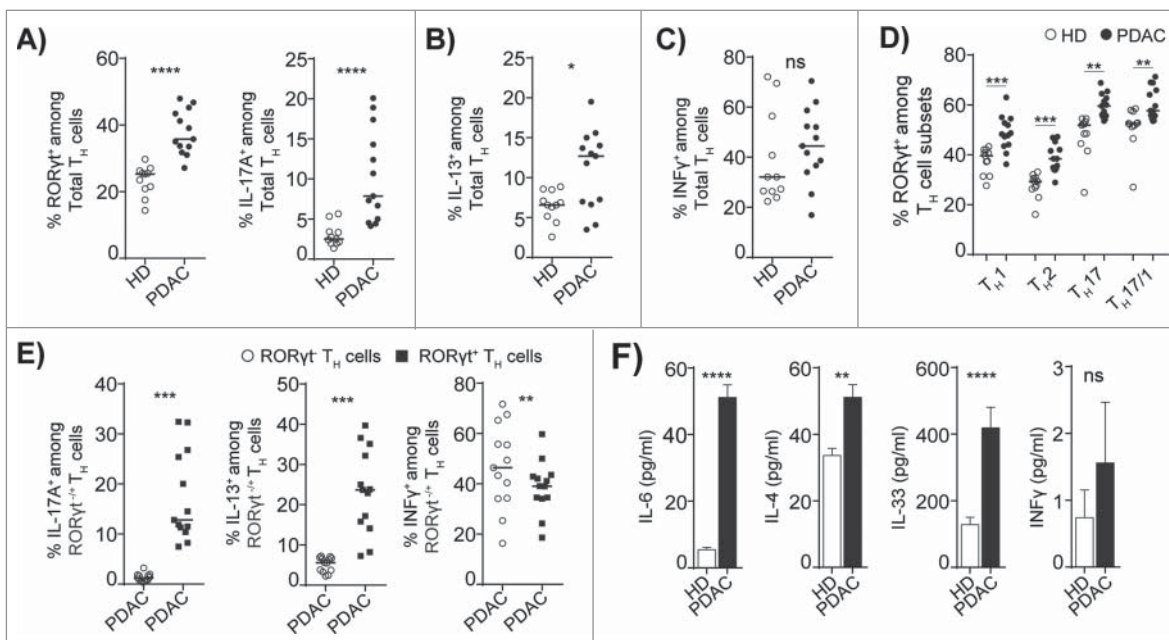 A)
% RORγt⁺ among
Total T_H cells
60
40
20
0
****
HD
PDAC
% IL-17A⁺ among
Total T_H cells
25
20
15
10
5
0
****
HD
PDAC
B)
% IL-13⁺ among
Total T_H cells
25
20
15
10
5
0
*
HD
PDAC
C)
% INFγ⁺ among
Total T_H cells
80
60
40
20
0
ns
HD
PDAC
D)
○ HD ● PDAC
% RORγt⁺ among
T_H cell subsets
80
60
40
20
0
***
***
**
**
T_H1
T_H2
T_H17
T_H17/1
E)
○ RORγt⁻ T_H cells ■ RORγt⁺ T_H cells
% IL-17A⁺ among
RORγt⁻/⁺ T_H cells
40
30
20
10
0
***
PDAC
PDAC
% IL-13⁺ among
RORγt⁻/⁺ T_H cells
50
40
30
20
10
0
***
PDAC
PDAC
% INFγ⁺ among
RORγt⁻/⁺ T_H cells
80
60
40
20
0
**
PDAC
PDAC
F)
IL-6 (pg/ml)
60
40
20
0
****
HD
PDAC
IL-4 (pg/ml)
60
40
20
0
**
HD
PDAC
IL-33 (pg/ml)
600
400
200
0
****
HD
PDAC
INFγ (pg/ml)
3
2
1
0
ns
HD
PDAC